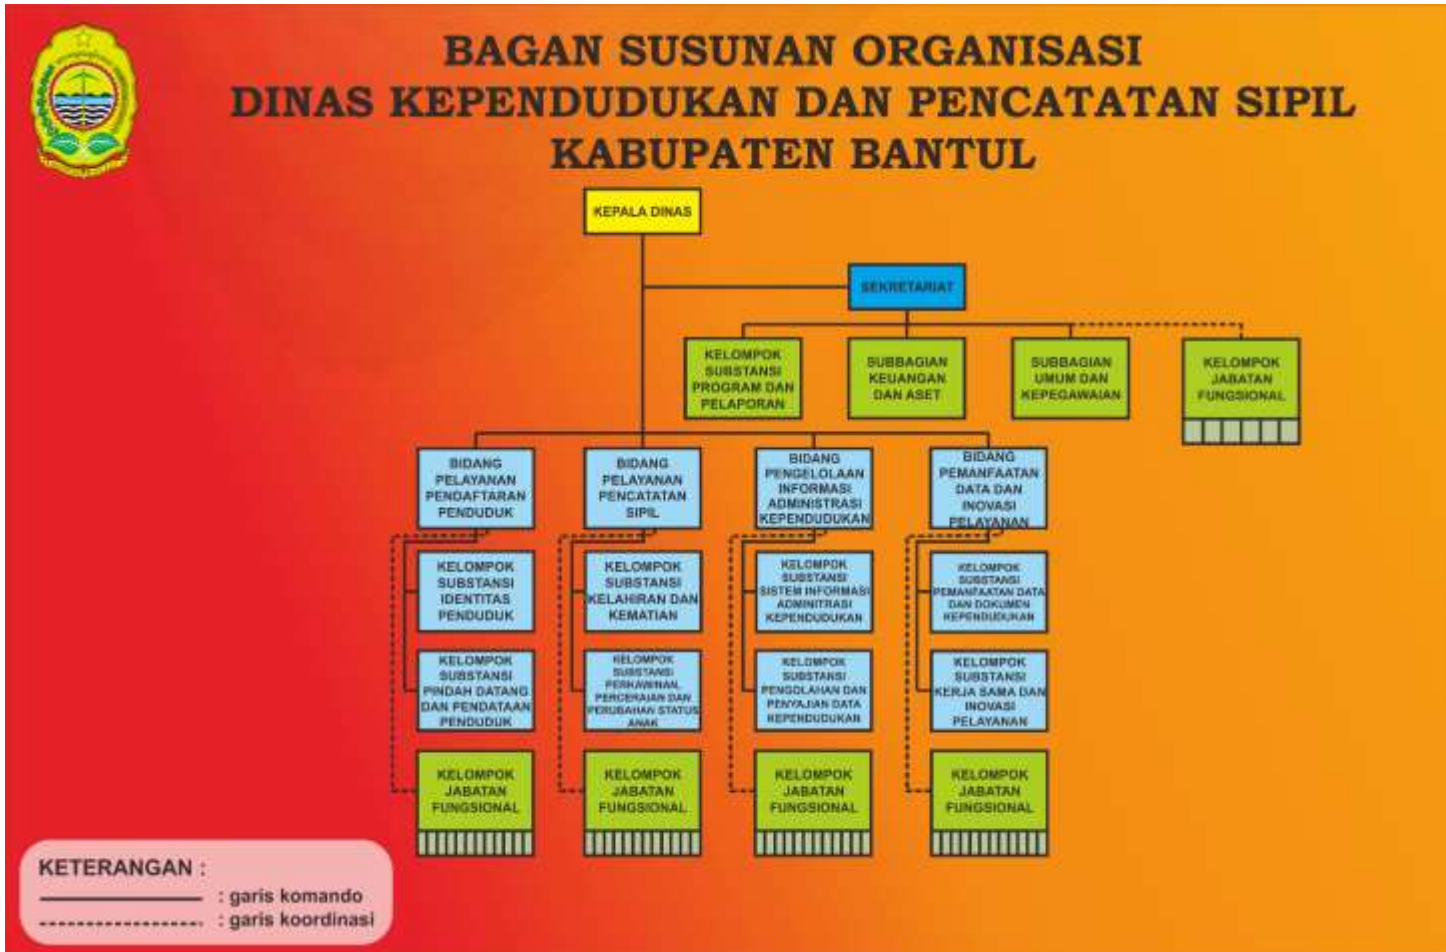 BAGAN SUSUNAN ORGANISASI
DINAS KEPENDUDUKAN DAN PENCATATAN SIPIL
KABUPATEN BANTUL
KEPALA DINAS
SEKRETARIAT
KELOMPOK
SUBSTANSI
PROGRAM DAN
PELAPORAN
SUBBAGIAN
KEUANGAN
DAN ASET
SUBBAGIAN
UMUM DAN
KEPEGAWAIAN
KELOMPOK
JABATAN
FUNGSIONAL
BIDANG
PELAYANAN
PENDAFTARAN
PENDUDUK
BIDANG
PELAYANAN
PENCATATAN
SIPIL
BIDANG
PENGELOLAAN
INFORMASI
ADMINISTRASI
KEPENDUDUKAN
BIDANG
PEMANFAATAN
DATA DAN
INOVASI
PELAYANAN
KELOMPOK
SUBSTANSI
IDENTITAS
PENDUDUK
KELOMPOK
SUBSTANSI
KELAHIRAN DAN
KEMATIAN
KELOMPOK
SUBSTANSI
SISTEM INFORMASI
ADMINITRASI
KEPENDUDUKAN
KELOMPOK
SUBSTANSI
PEMANFAATAN DATA
DAN DOKUMEN
KEPENDUDUKAN
KELOMPOK
SUBSTANSI
PINDAH DATANG
DAN PENDATAAN
PENDUDUK
KELOMPOK
SUBSTANSI
PERKAWINAN,
PERCERAIAN DAN
PERUBAHAN STATUS
ANAK
KELOMPOK
SUBSTANSI
PENGOLAHAN DAN
PENYAJIAN DATA
KEPENDUDUKAN
KELOMPOK
SUBSTANSI
KERJA SAMA DAN
INOVASI
PELAYANAN
KELOMPOK
JABATAN
FUNGSIONAL
KELOMPOK
JABATAN
FUNGSIONAL
KELOMPOK
JABATAN
FUNGSIONAL
KELOMPOK
JABATAN
FUNGSIONAL
KETERANGAN :
: garis komando
: garis koordinasi